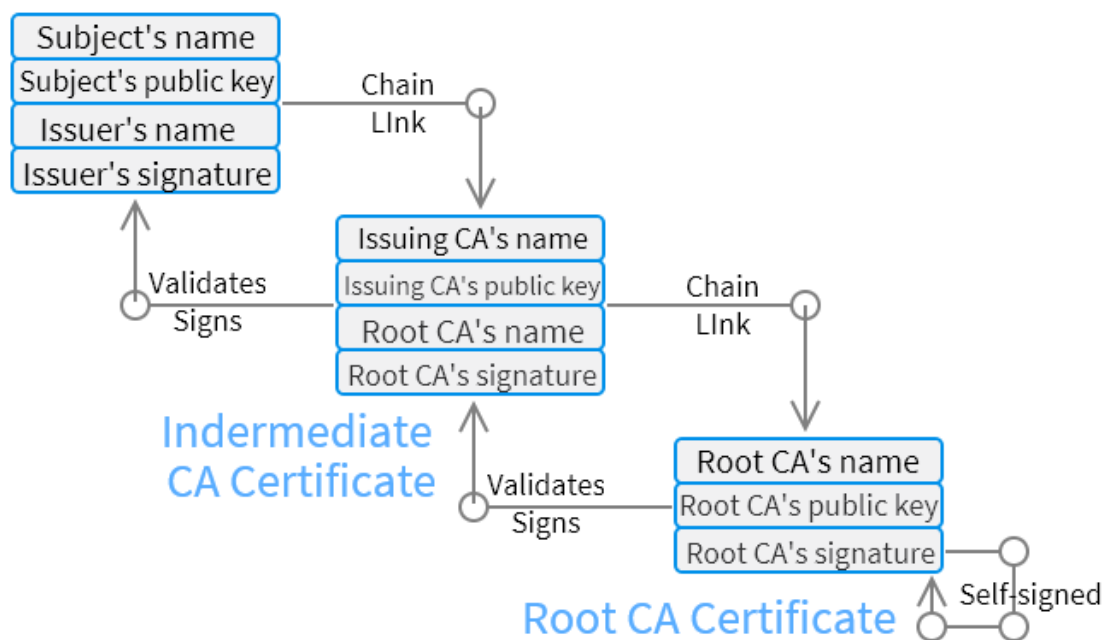 Subject's name
Subject's public key
Issuer's name
Issuer's signature
Chain
LInk
Validates
Signs
Issuing CA's name
Issuing CA's public key
Root CA's name
Root CA's signature
Chain
LInk
Indermediate
CA Certificate
Validates
Signs
Root CA's name
Root CA's public key
Root CA's signature
Self-signed
Root CA Certificate